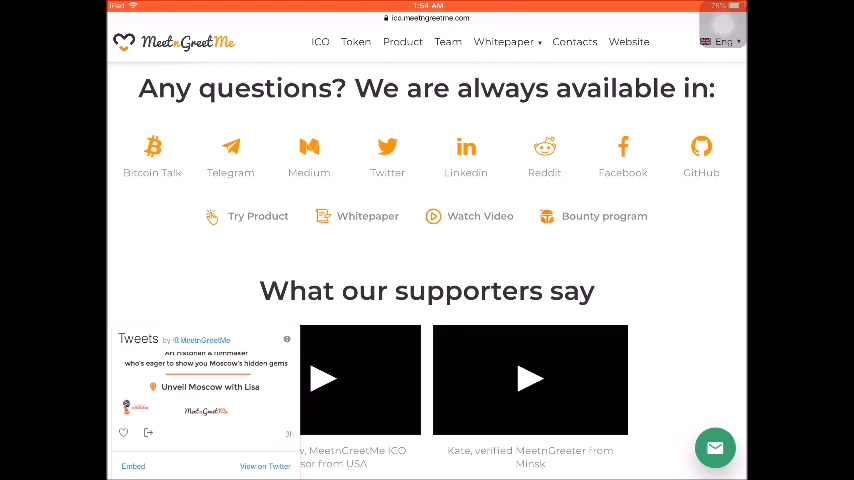 iPad 1:54 AM 75%
ico.meetngreetme.com
MeetnGreetMe ICO Token Product Team Whitepaper Contacts Website Eng
Any questions? We are always available in:
Bitcoin Talk Telegram Medium Twitter Linkedin Reddit Facebook GitHub
Try Product Whitepaper Watch Video Bounty program
What our supporters say
Tweets by @MeetnGreetMe
Art historian & filmmaker
who's eager to show you Moscow's hidden gems
Unveil Moscow with Lisa
MeetnGreetMe
3h
Embed View on Twitter
w, MeetnGreetMe ICO
sor from USA
Kate, verified MeetnGreeter from
Minsk